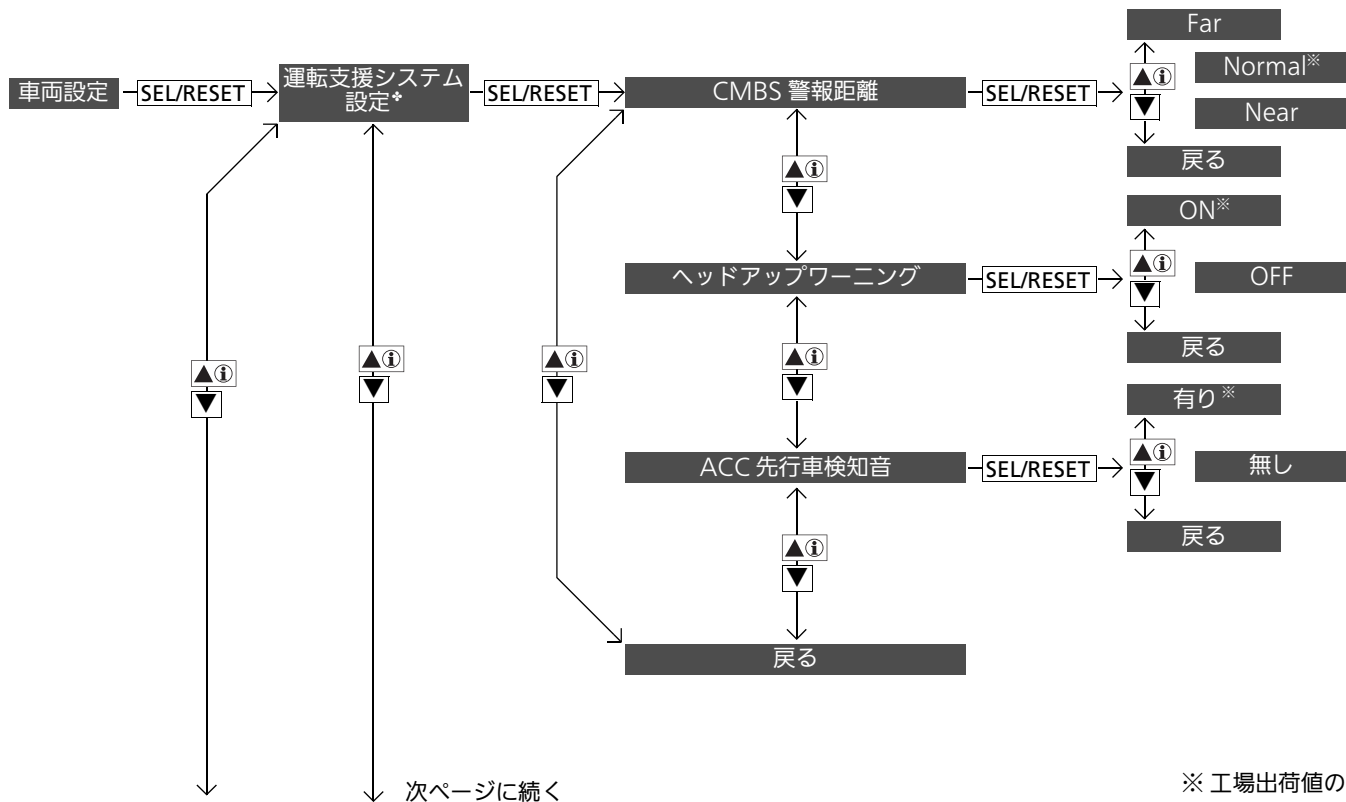 Far
車両設定
SEL/RESET
運転支援システム
設定✤
SEL/RESET
CMBS 警報距離
SEL/RESET
▲ⓘ
▼
Normal※
Near
戻る
▲ⓘ
▼
ON※
ヘッドアップワーニング
SEL/RESET
▲ⓘ
▼
OFF
戻る
▲ⓘ
▼
▲ⓘ
▼
▲ⓘ
▼
▲ⓘ
▼
有り※
ACC 先行車検知音
SEL/RESET
▲ⓘ
▼
無し
戻る
▲ⓘ
▼
戻る
次ページに続く
※ 工場出荷値の